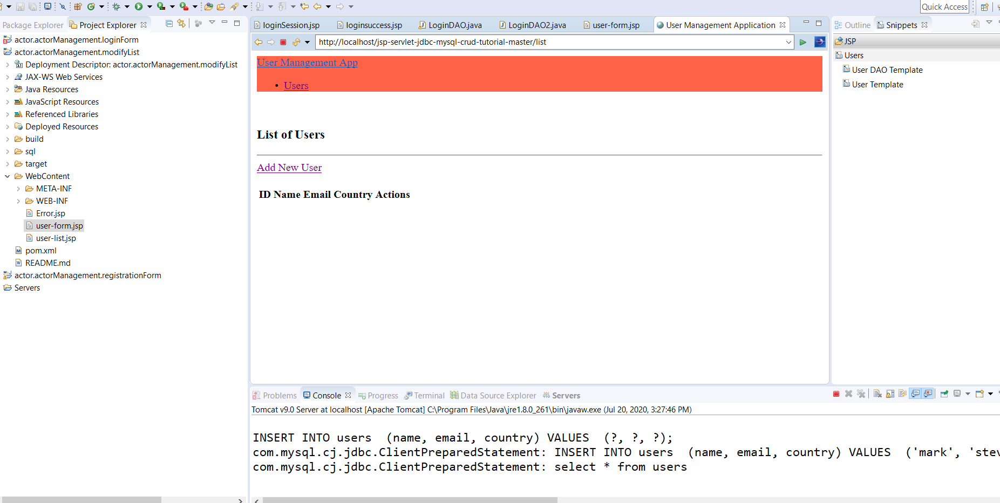 Quick Access
Package Explorer
Project Explorer
actor.actorManagement.loginForm
actor.actorManagement.modifyList
Deployment Descriptor: actor.actorManagement.modifyList
JAX-WS Web Services
Java Resources
JavaScript Resources
Referenced Libraries
Deployed Resources
build
sql
target
WebContent
META-INF
WEB-INF
Error.jsp
user-form.jsp
user-list.jsp
pom.xml
README.md
actor.actorManagement.registrationForm
Servers
loginSession.jsp
loginsuccess.jsp
LoginDAO.java
LoginDAO2.java
user-form.jsp
User Management Application
http://localhost/jsp-servlet-jdbc-mysql-crud-tutorial-master/list
User Management App
• Users
List of Users
Add New User
ID Name Email Country Actions
Outline
Snippets
JSP
Users
User DAO Template
User Template
Problems
Console
Progress
Terminal
Data Source Explorer
Servers
Tomcat v9.0 Server at localhost [Apache Tomcat] C:\Program Files\Java\jre1.8.0_261\bin\javaw.exe (Jul 20, 2020, 3:27:46 PM)
INSERT INTO users  (name, email, country) VALUES  (?, ?, ?);
com.mysql.cj.jdbc.ClientPreparedStatement: INSERT INTO users  (name, email, country) VALUES  ('mark', 'stev
com.mysql.cj.jdbc.ClientPreparedStatement: select * from users